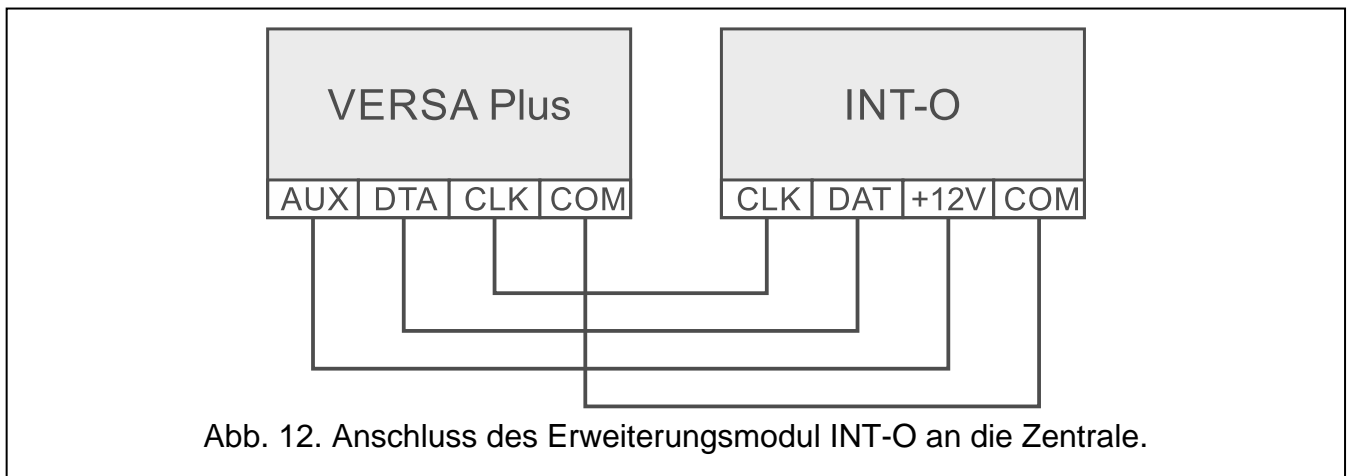 VERSA Plus
INT-O
AUX DTA CLK COM
CLK DAT +12V COM
Abb. 12. Anschluss des Erweiterungsmodul INT-O an die Zentrale.